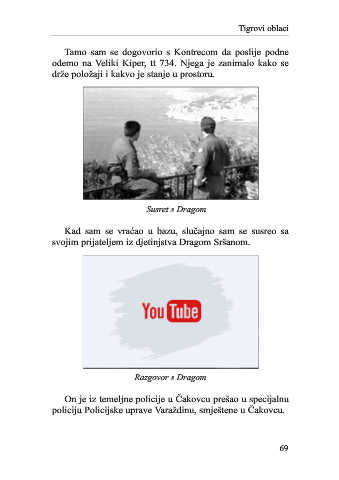 Tigrovi oblaci
Tamo sam se dogovorio s Kontrecom da poslije podne
odemo na Veliki Kiper, tt 734. Njega je zanimalo kako se
drže položaji i kakvo je stanje u prostoru.
Susret s Dragom
Kad sam se vraćao u bazu, slučajno sam se susreo sa
svojim prijateljem iz djetinjstva Dragom Sršanom.
YouTube
Razgovor s Dragom
On je iz temeljne policije u Čakovcu prešao u specijalnu
policiju Policijske uprave Varaždinu, smještene u Čakovcu.
69